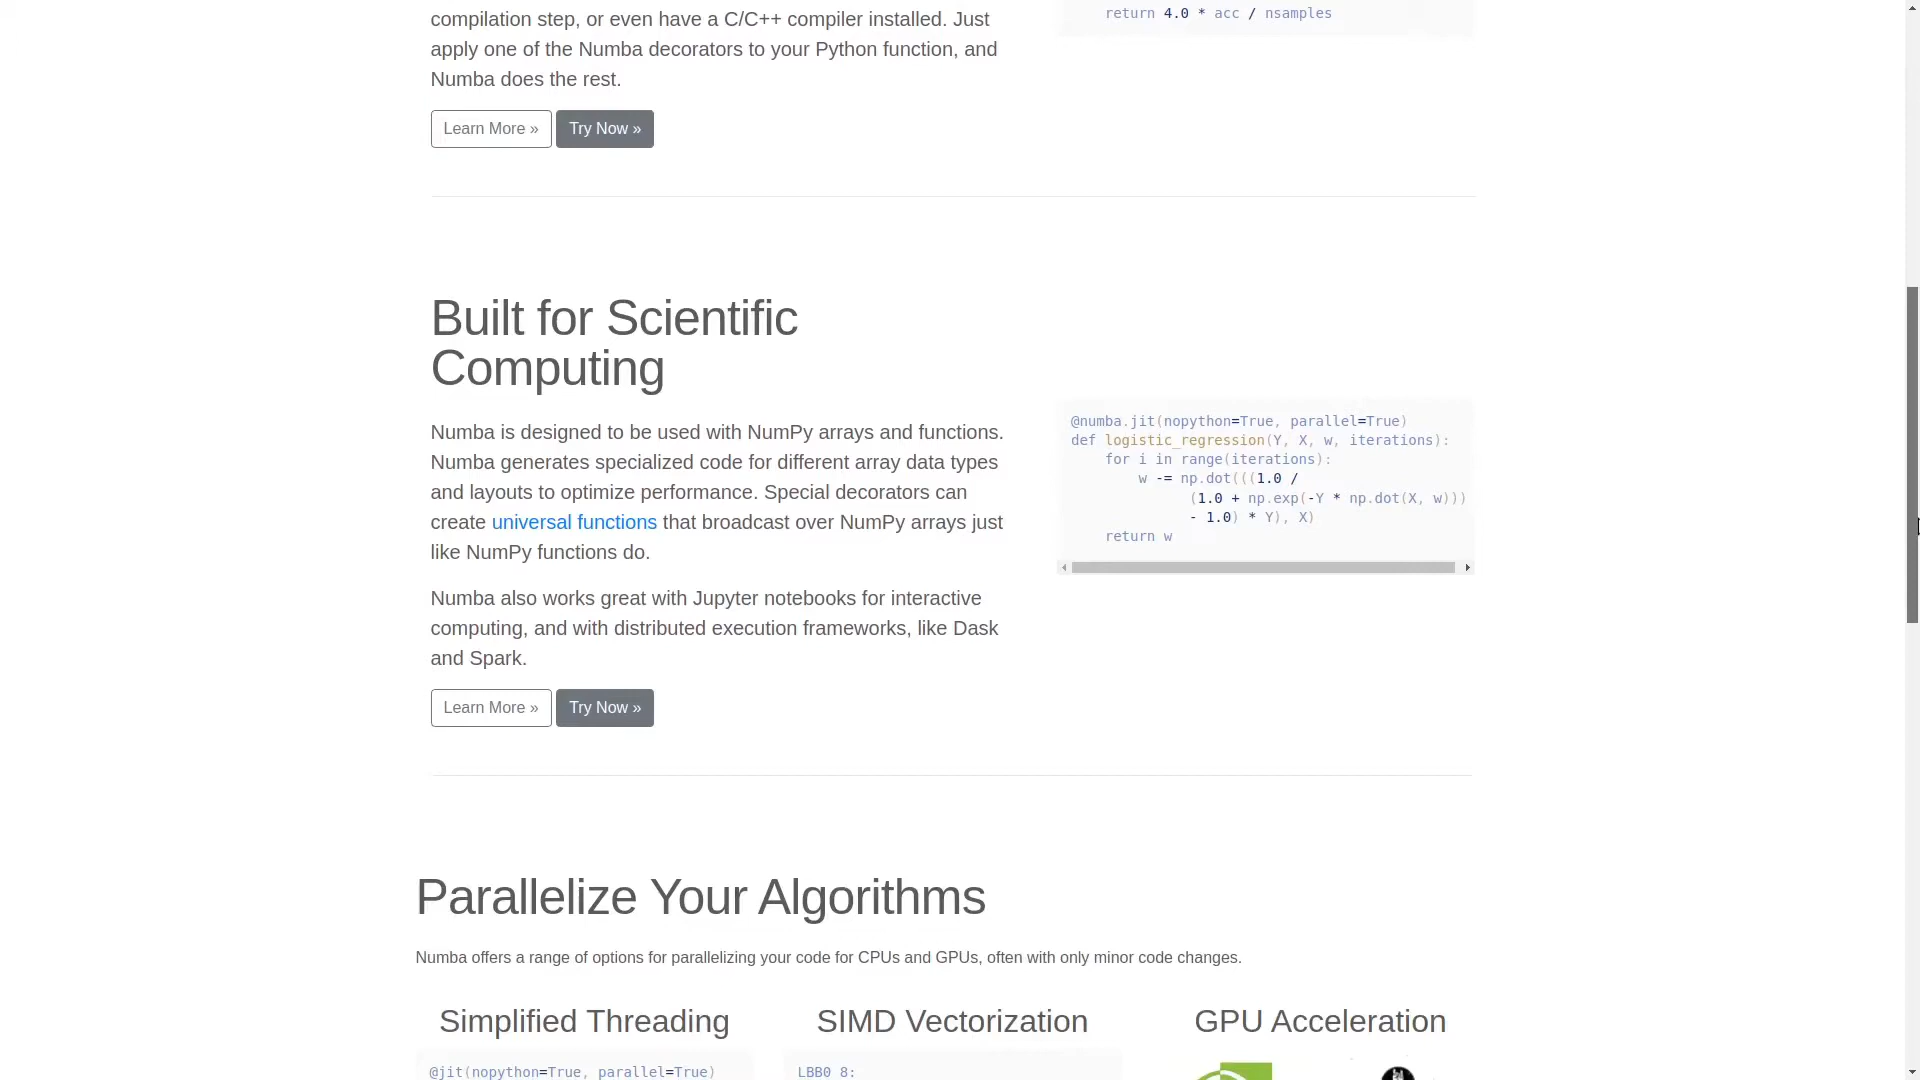 compilation step, or even have a C/C++ compiler installed. Just
apply one of the Numba decorators to your Python function, and
Numba does the rest.
Learn More » Try Now »
return 4.0 * acc / nsamples
Built for Scientific
Computing
Numba is designed to be used with NumPy arrays and functions.
Numba generates specialized code for different array data types
and layouts to optimize performance. Special decorators can
create universal functions that broadcast over NumPy arrays just
like NumPy functions do.
Numba also works great with Jupyter notebooks for interactive
computing, and with distributed execution frameworks, like Dask
and Spark.
Learn More » Try Now »
@numba.jit(nopython=True, parallel=True)
def logistic_regression(Y, X, w, iterations):
    for i in range(iterations):
        w -= np.dot(((1.0 /
              (1.0 + np.exp(-Y * np.dot(X, w)))
              - 1.0) * Y), X)
    return w
Parallelize Your Algorithms
Numba offers a range of options for parallelizing your code for CPUs and GPUs, often with only minor code changes.
Simplified Threading
@jit(nopython=True, parallel=True)
SIMD Vectorization
LBB0_8:
GPU Acceleration